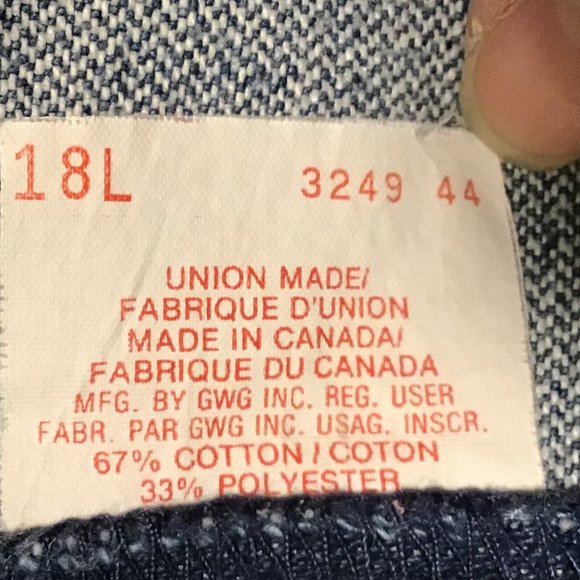 18L 3249 44
UNION MADE/
FABRIQUE D'UNION
MADE IN CANADA/
FABRIQUE DU CANADA
MFG. BY GWG INC. REG. USER
FABR. PAR GWG INC. USAG. INSCR.
67% COTTON / COTON
33% POLYESTER